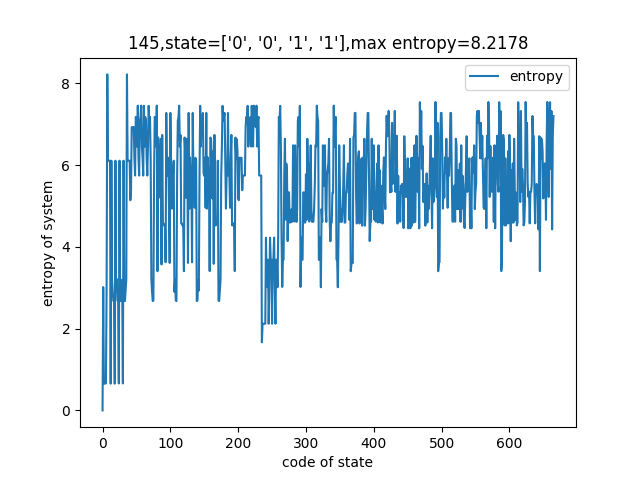 145,state=['0', '0', '1', '1'],max entropy=8.2178
entropy
8
6
4
2
0
entropy of system
0 100 200 300 400 500 600
code of state